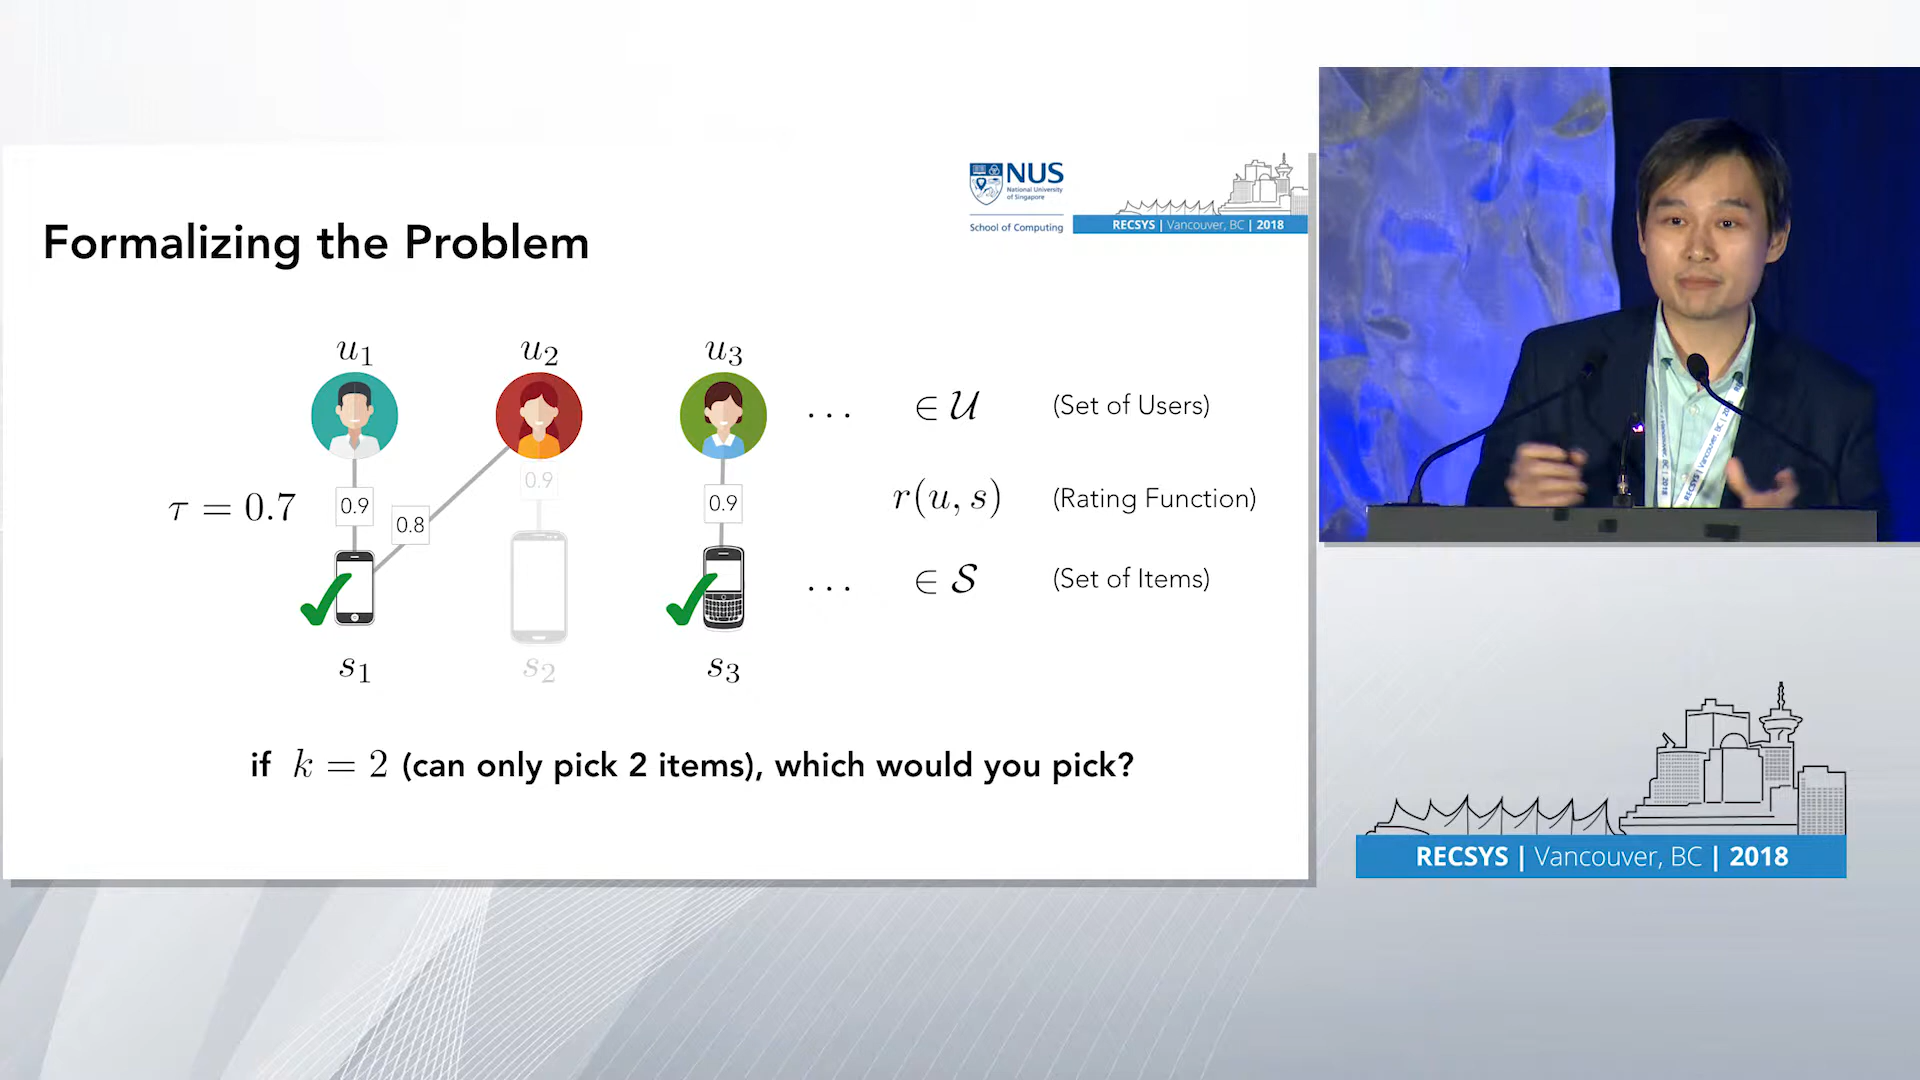 NUS
National University
of Singapore
School of Computing
RECSYS | Vancouver, BC | 2018
Formalizing the Problem
u₁ u₂ u₃
... ∈ 𝒰 (Set of Users)
0.9
τ = 0.7 0.9 0.8 0.9 r(u, s) (Rating Function)
... ∈ 𝒮 (Set of Items)
s₁ s₂ s₃
if k = 2 (can only pick 2 items), which would you pick?
RECSYS | Vancouver, BC | 2018